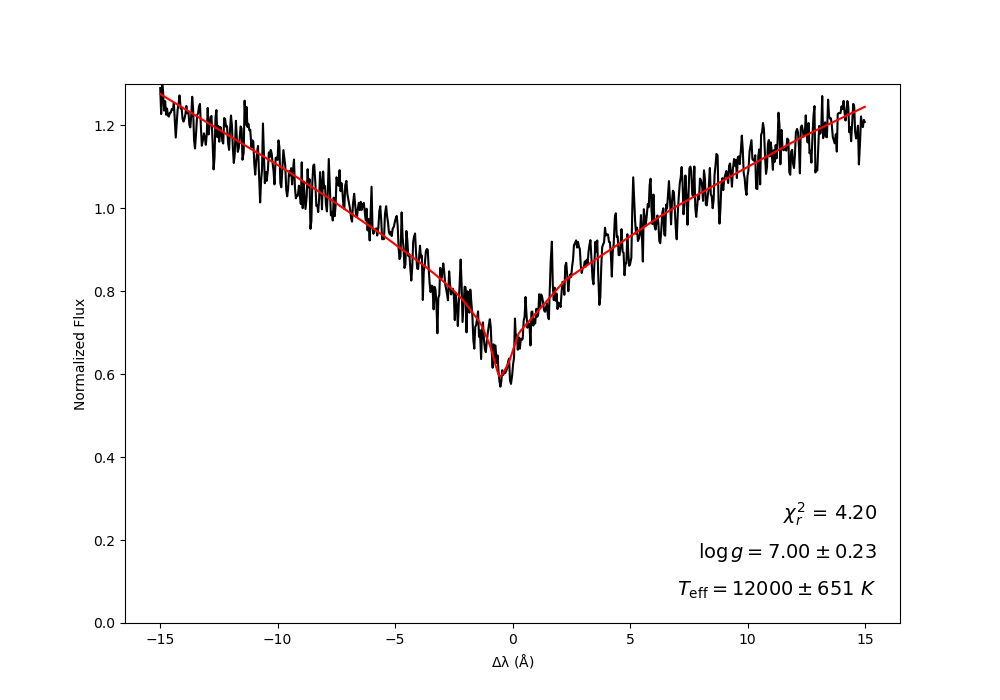 1.2
1.0
0.8
0.6
0.4
0.2
0.0
Normalized Flux
χ²ᵣ = 4.20
log g = 7.00 ± 0.23
T_eff = 12000 ± 651 K
−15 −10 −5 0 5 10 15
Δλ (Å)